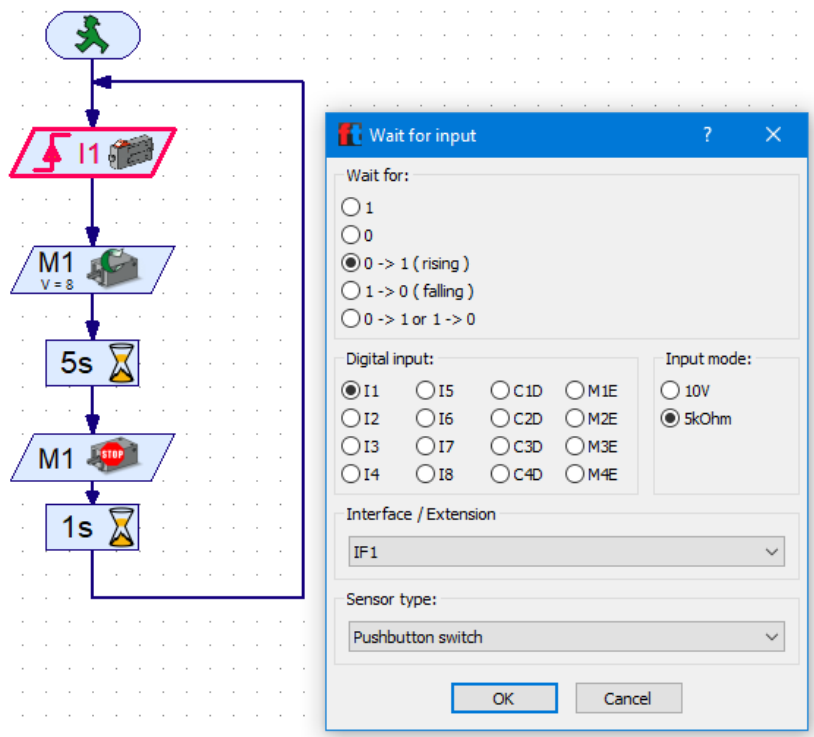 I1
M1
V = 8
5s
M1
STOP
1s
ft Wait for input ? ×
Wait for:
1
0
0 -> 1 ( rising )
1 -> 0 ( falling )
0 -> 1 or 1 -> 0
Digital input: Input mode:
I1 I5 C1D M1E 10V
I2 I6 C2D M2E 5kOhm
I3 I7 C3D M3E
I4 I8 C4D M4E
Interface / Extension
IF1
Sensor type:
Pushbutton switch
OK Cancel